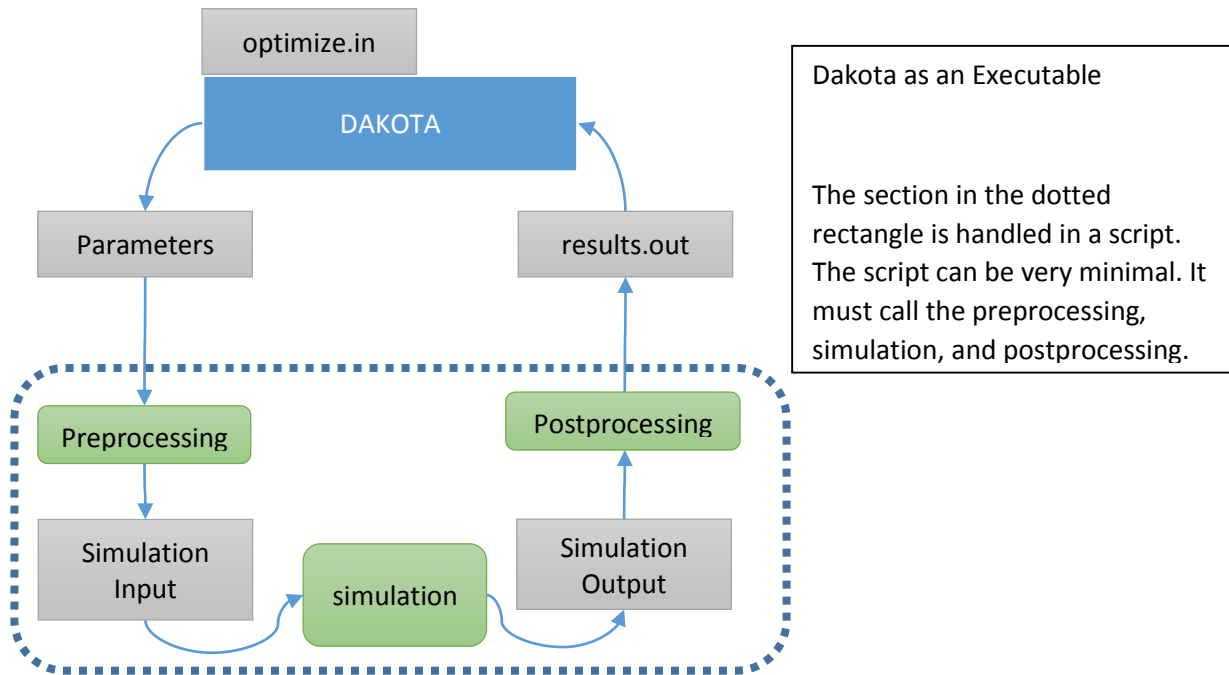 optimize.in
DAKOTA
Parameters
results.out
Preprocessing
Postprocessing
Simulation
Input
simulation
Simulation
Output
Dakota as an Executable
The section in the dotted
rectangle is handled in a script.
The script can be very minimal. It
must call the preprocessing,
simulation, and postprocessing.